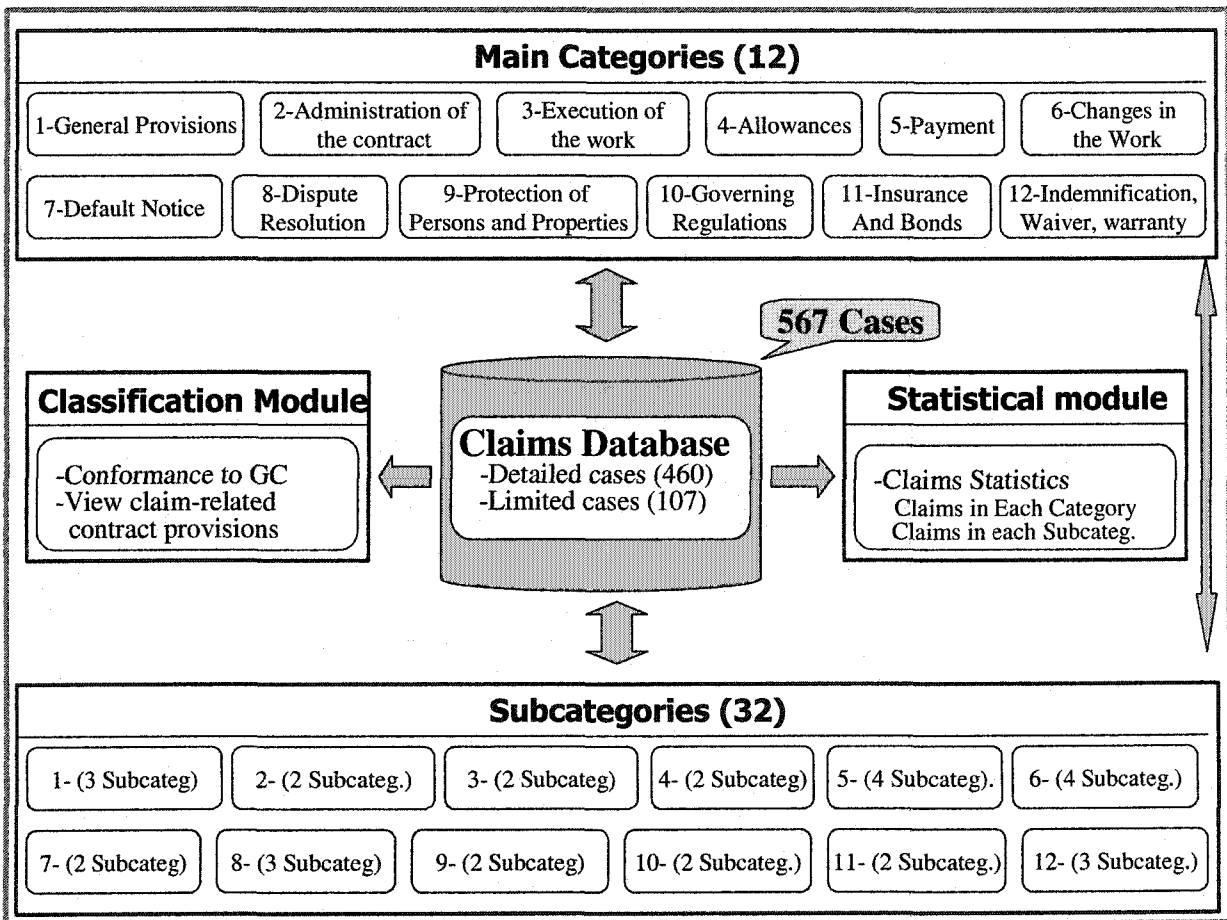 Main Categories (12)
1-General Provisions
2-Administration of
the contract
3-Execution of
the work
4-Allowances
5-Payment
6-Changes in
the Work
7-Default Notice
8-Dispute
Resolution
9-Protection of
Persons and Properties
10-Governing
Regulations
11-Insurance
And Bonds
12-Indemnification,
Waiver, warranty
567 Cases
Classification Module
-Conformance to GC
-View claim-related
contract provisions
Claims Database
-Detailed cases (460)
-Limited cases (107)
Statistical module
-Claims Statistics
Claims in Each Category
Claims in each Subcateg.
Subcategories (32)
1- (3 Subcateg)
2- (2 Subcateg.)
3- (2 Subcateg)
4- (2 Subcateg)
5- (4 Subcateg).
6- (4 Subcateg.)
7- (2 Subcateg)
8- (3 Subcateg)
9- (2 Subcateg)
10- (2 Subcateg.)
11- (2 Subcateg.)
12- (3 Subcateg.)